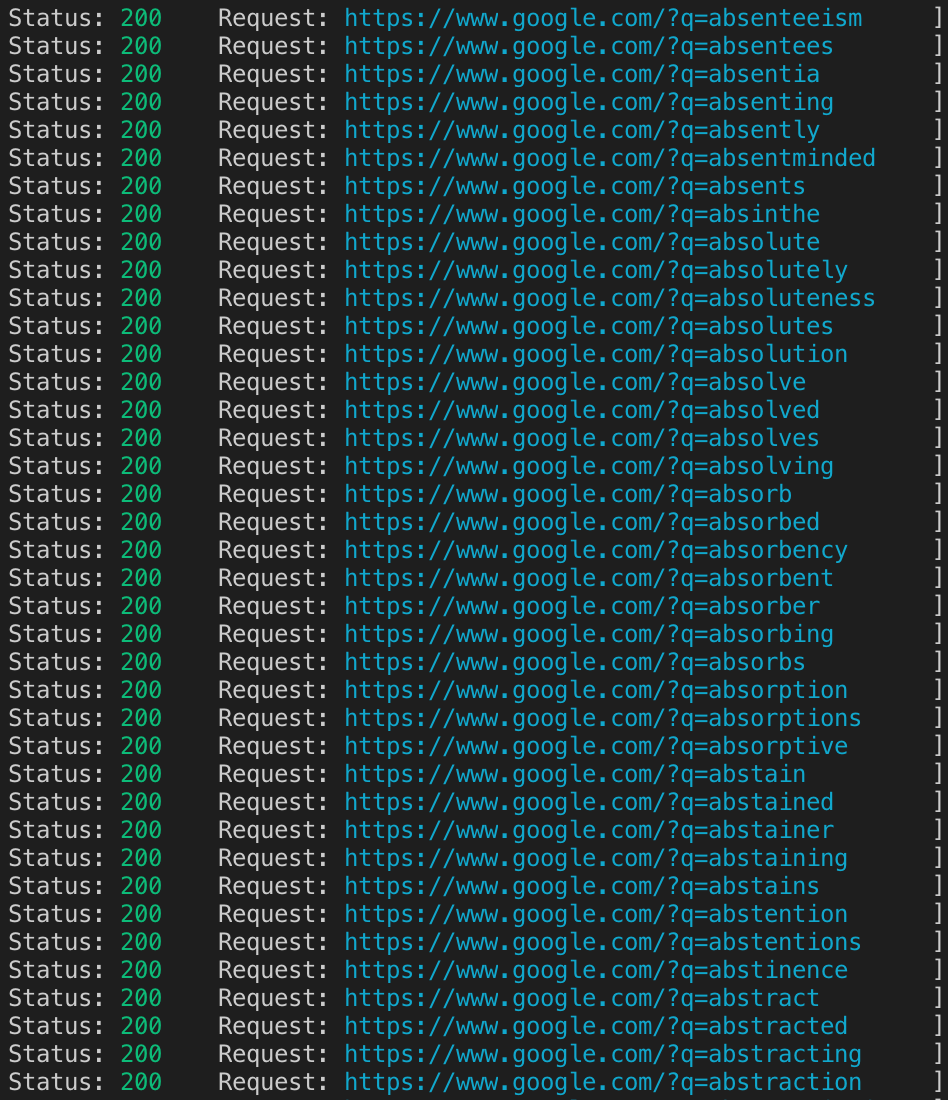 Status: 200    Request: https://www.google.com/?q=absenteeism     ]
Status: 200    Request: https://www.google.com/?q=absentees       ]
Status: 200    Request: https://www.google.com/?q=absentia        ]
Status: 200    Request: https://www.google.com/?q=absenting       ]
Status: 200    Request: https://www.google.com/?q=absently        ]
Status: 200    Request: https://www.google.com/?q=absentminded    ]
Status: 200    Request: https://www.google.com/?q=absents         ]
Status: 200    Request: https://www.google.com/?q=absinthe        ]
Status: 200    Request: https://www.google.com/?q=absolute        ]
Status: 200    Request: https://www.google.com/?q=absolutely      ]
Status: 200    Request: https://www.google.com/?q=absoluteness    ]
Status: 200    Request: https://www.google.com/?q=absolutes       ]
Status: 200    Request: https://www.google.com/?q=absolution      ]
Status: 200    Request: https://www.google.com/?q=absolve         ]
Status: 200    Request: https://www.google.com/?q=absolved        ]
Status: 200    Request: https://www.google.com/?q=absolves        ]
Status: 200    Request: https://www.google.com/?q=absolving       ]
Status: 200    Request: https://www.google.com/?q=absorb          ]
Status: 200    Request: https://www.google.com/?q=absorbed        ]
Status: 200    Request: https://www.google.com/?q=absorbency      ]
Status: 200    Request: https://www.google.com/?q=absorbent       ]
Status: 200    Request: https://www.google.com/?q=absorber        ]
Status: 200    Request: https://www.google.com/?q=absorbing       ]
Status: 200    Request: https://www.google.com/?q=absorbs         ]
Status: 200    Request: https://www.google.com/?q=absorption      ]
Status: 200    Request: https://www.google.com/?q=absorptions     ]
Status: 200    Request: https://www.google.com/?q=absorptive      ]
Status: 200    Request: https://www.google.com/?q=abstain         ]
Status: 200    Request: https://www.google.com/?q=abstained       ]
Status: 200    Request: https://www.google.com/?q=abstainer       ]
Status: 200    Request: https://www.google.com/?q=abstaining      ]
Status: 200    Request: https://www.google.com/?q=abstains        ]
Status: 200    Request: https://www.google.com/?q=abstention      ]
Status: 200    Request: https://www.google.com/?q=abstentions     ]
Status: 200    Request: https://www.google.com/?q=abstinence      ]
Status: 200    Request: https://www.google.com/?q=abstract        ]
Status: 200    Request: https://www.google.com/?q=abstracted      ]
Status: 200    Request: https://www.google.com/?q=abstracting     ]
Status: 200    Request: https://www.google.com/?q=abstraction     ]